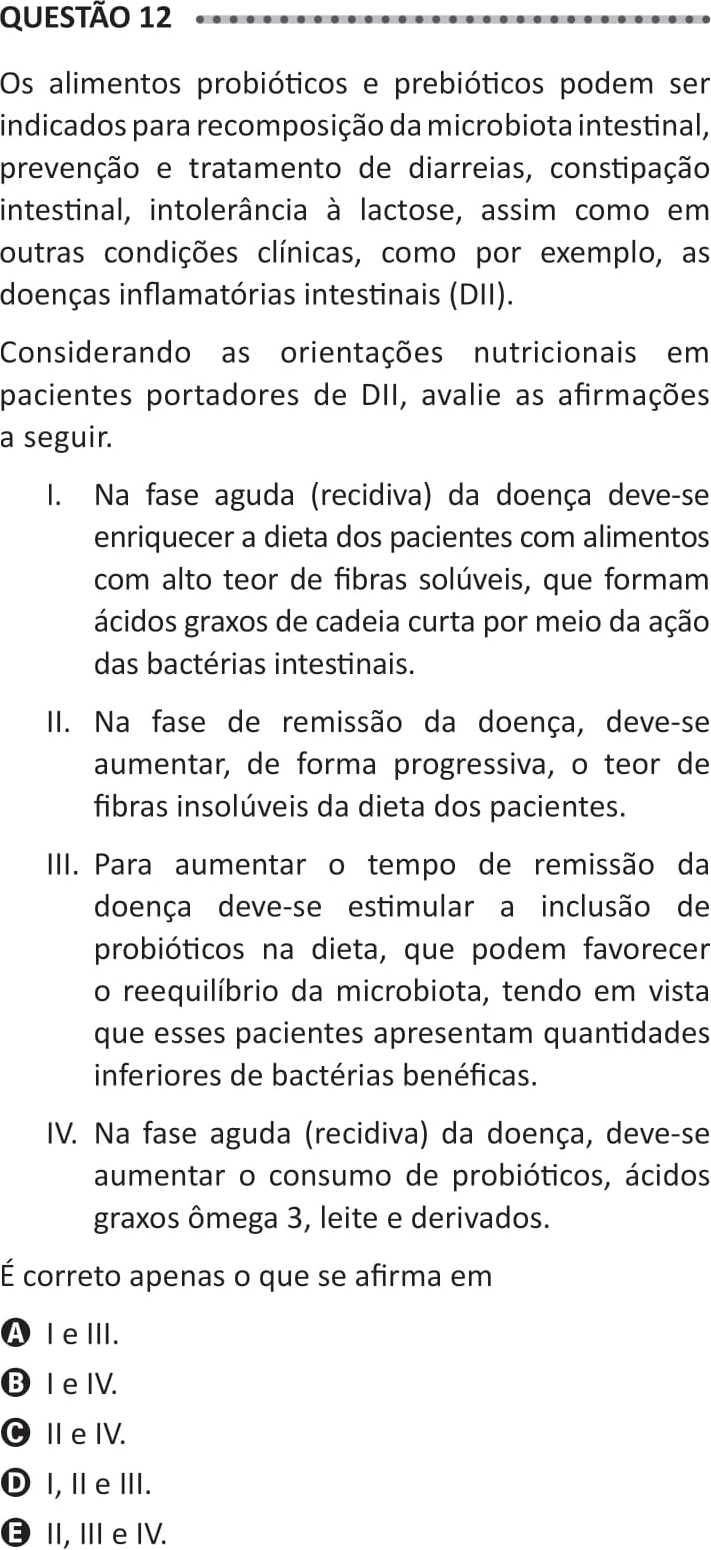 QUESTÃO 12
Os alimentos probióticos e prebióticos podem ser
indicados para recomposição da microbiota intestinal,
prevenção e tratamento de diarreias, constipação
intestinal, intolerância à lactose, assim como em
outras condições clínicas, como por exemplo, as
doenças inflamatórias intestinais (DII).
Considerando as orientações nutricionais em
pacientes portadores de DII, avalie as afirmações
a seguir.
I. Na fase aguda (recidiva) da doença deve-se
enriquecer a dieta dos pacientes com alimentos
com alto teor de fibras solúveis, que formam
ácidos graxos de cadeia curta por meio da ação
das bactérias intestinais.
II. Na fase de remissão da doença, deve-se
aumentar, de forma progressiva, o teor de
fibras insolúveis da dieta dos pacientes.
III. Para aumentar o tempo de remissão da
doença deve-se estimular a inclusão de
probióticos na dieta, que podem favorecer
o reequilíbrio da microbiota, tendo em vista
que esses pacientes apresentam quantidades
inferiores de bactérias benéficas.
IV. Na fase aguda (recidiva) da doença, deve-se
aumentar o consumo de probióticos, ácidos
graxos ômega 3, leite e derivados.
É correto apenas o que se afirma em
A I e III.
B I e IV.
C II e IV.
D I, II e III.
E II, III e IV.